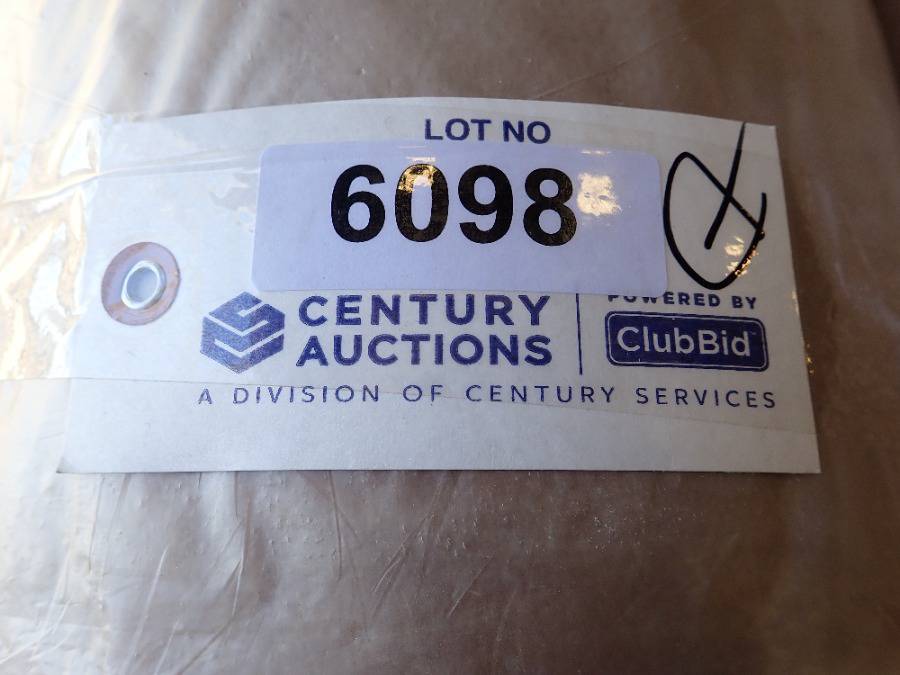 LOT NO
6098
CENTURY
AUCTIONS
POWERED BY
ClubBid
A DIVISION OF CENTURY SERVICES